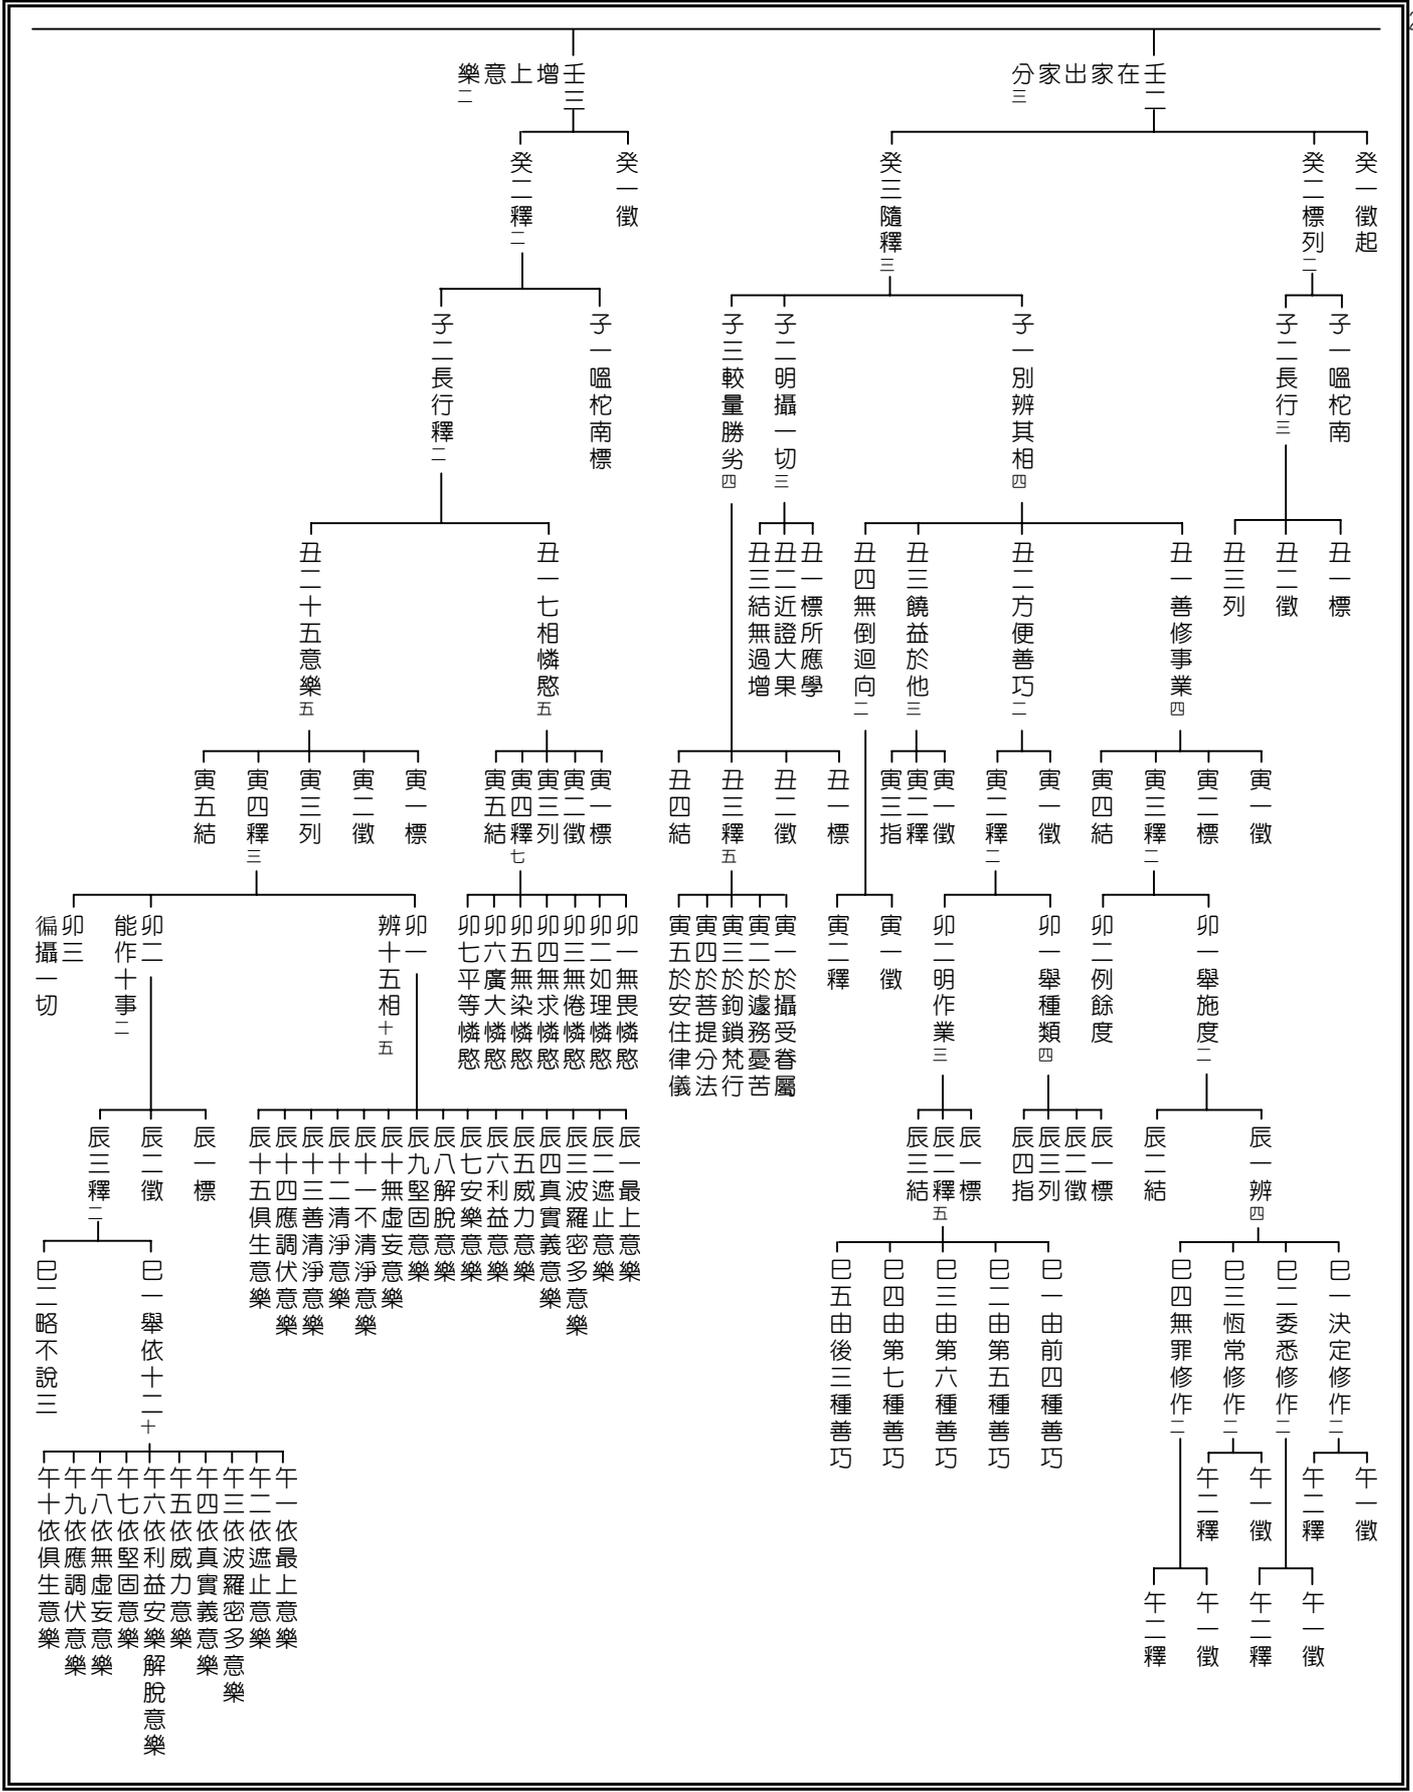 壬二在家出家分三
癸一徵起
癸二標列二
子一嗢柁南
子二長行三
丑一標
丑二徵
丑三列
癸三隨釋三
子一別辨其相四
丑一善修事業四
寅一徵
寅二標
寅三釋二
卯一舉施度二
辰一辨四
巳一決定修作二
午一徵
午二釋
巳二委悉修作二
午一徵
午二釋
巳三恆常修作二
午一徵
午二釋
巳四無罪修作二
午一徵
午二釋
辰二結
卯二例餘度
寅四結
丑二方便善巧二
寅一徵
寅二釋二
卯一舉種類四
辰一標
辰二徵
辰三列
辰四指
卯二明作業三
辰一標
辰二釋五
巳一由前四種善巧
巳二由第五種善巧
巳三由第六種善巧
巳四由第七種善巧
巳五由後三種善巧
辰三結
丑三饒益於他三
寅一徵
寅二釋
寅三指
丑四無倒迴向二
寅一徵
寅二釋
子二明攝一切三
丑一標所應學
丑二近證大果
丑三結無過增
子三較量勝劣四
丑一標
丑二徵
丑三釋五
寅一於攝受眷屬
寅二於遽務憂苦
寅三於鉤鎖梵行
寅四於菩提分法
寅五於安住律儀
丑四結
壬三增上意樂二
癸一徵
癸二釋二
子一嗢柁南標
子二長行釋二
丑一七相憐愍五
寅一標
寅二徵
寅三列
寅四釋七
卯一無畏憐愍
卯二如理憐愍
卯三無倦憐愍
卯四無求憐愍
卯五無染憐愍
卯六廣大憐愍
卯七平等憐愍
寅五結
丑二十五意樂五
寅一標
寅二徵
寅三列
寅四釋三
卯一辨十五相十五
辰一最上意樂
辰二遮止意樂
辰三波羅密多意樂
辰四真實義意樂
辰五威力意樂
辰六利益意樂
辰七安樂意樂
辰八解脫意樂
辰九堅固意樂
辰十無虛妄意樂
辰十一不清淨意樂
辰十二清淨意樂
辰十三善清淨意樂
辰十四應調伏意樂
辰十五俱生意樂
卯二能作十事二
辰一標
辰二徵
辰三釋二
巳一舉依十二十
午一依最上意樂
午二依遮止意樂
午三依波羅密多意樂
午四依真實義意樂
午五依威力意樂
午六依利益安樂解脫意樂
午七依堅固意樂
午八依無虛妄意樂
午九依應調伏意樂
午十依俱生意樂
巳二略不說三
卯三徧攝一切
寅五結